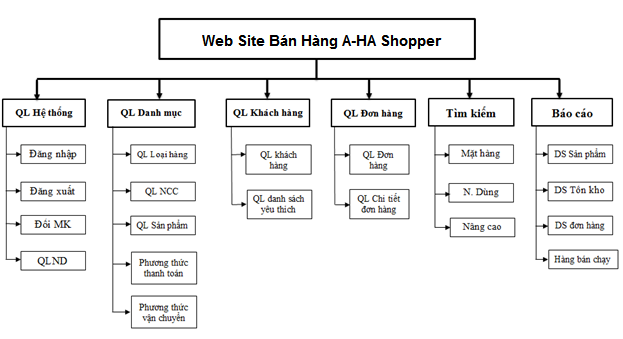 Web Site Bán Hàng A-HA Shopper
QL Hệ thống
QL Danh mục
QL Khách hàng
QL Đơn hàng
Tìm kiếm
Báo cáo
Đăng nhập
Đăng xuất
Đổi MK
QLND
QL Loại hàng
QL NCC
QL Sản phẩm
Phương thức
thanh toán
Phương thức
vận chuyển
QL khách
hàng
QL danh sách
yêu thích
QL Đơn
hàng
QL Chi tiết
đơn hàng
Mặt hàng
N. Dùng
Nâng cao
DS Sản phẩm
DS Tồn kho
DS đơn hàng
Hàng bán chạy